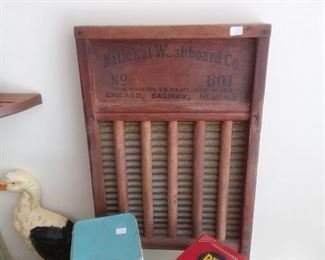 National Washboard Co.
No 801
CHICAGO, SAGINAW, MEMPHIS